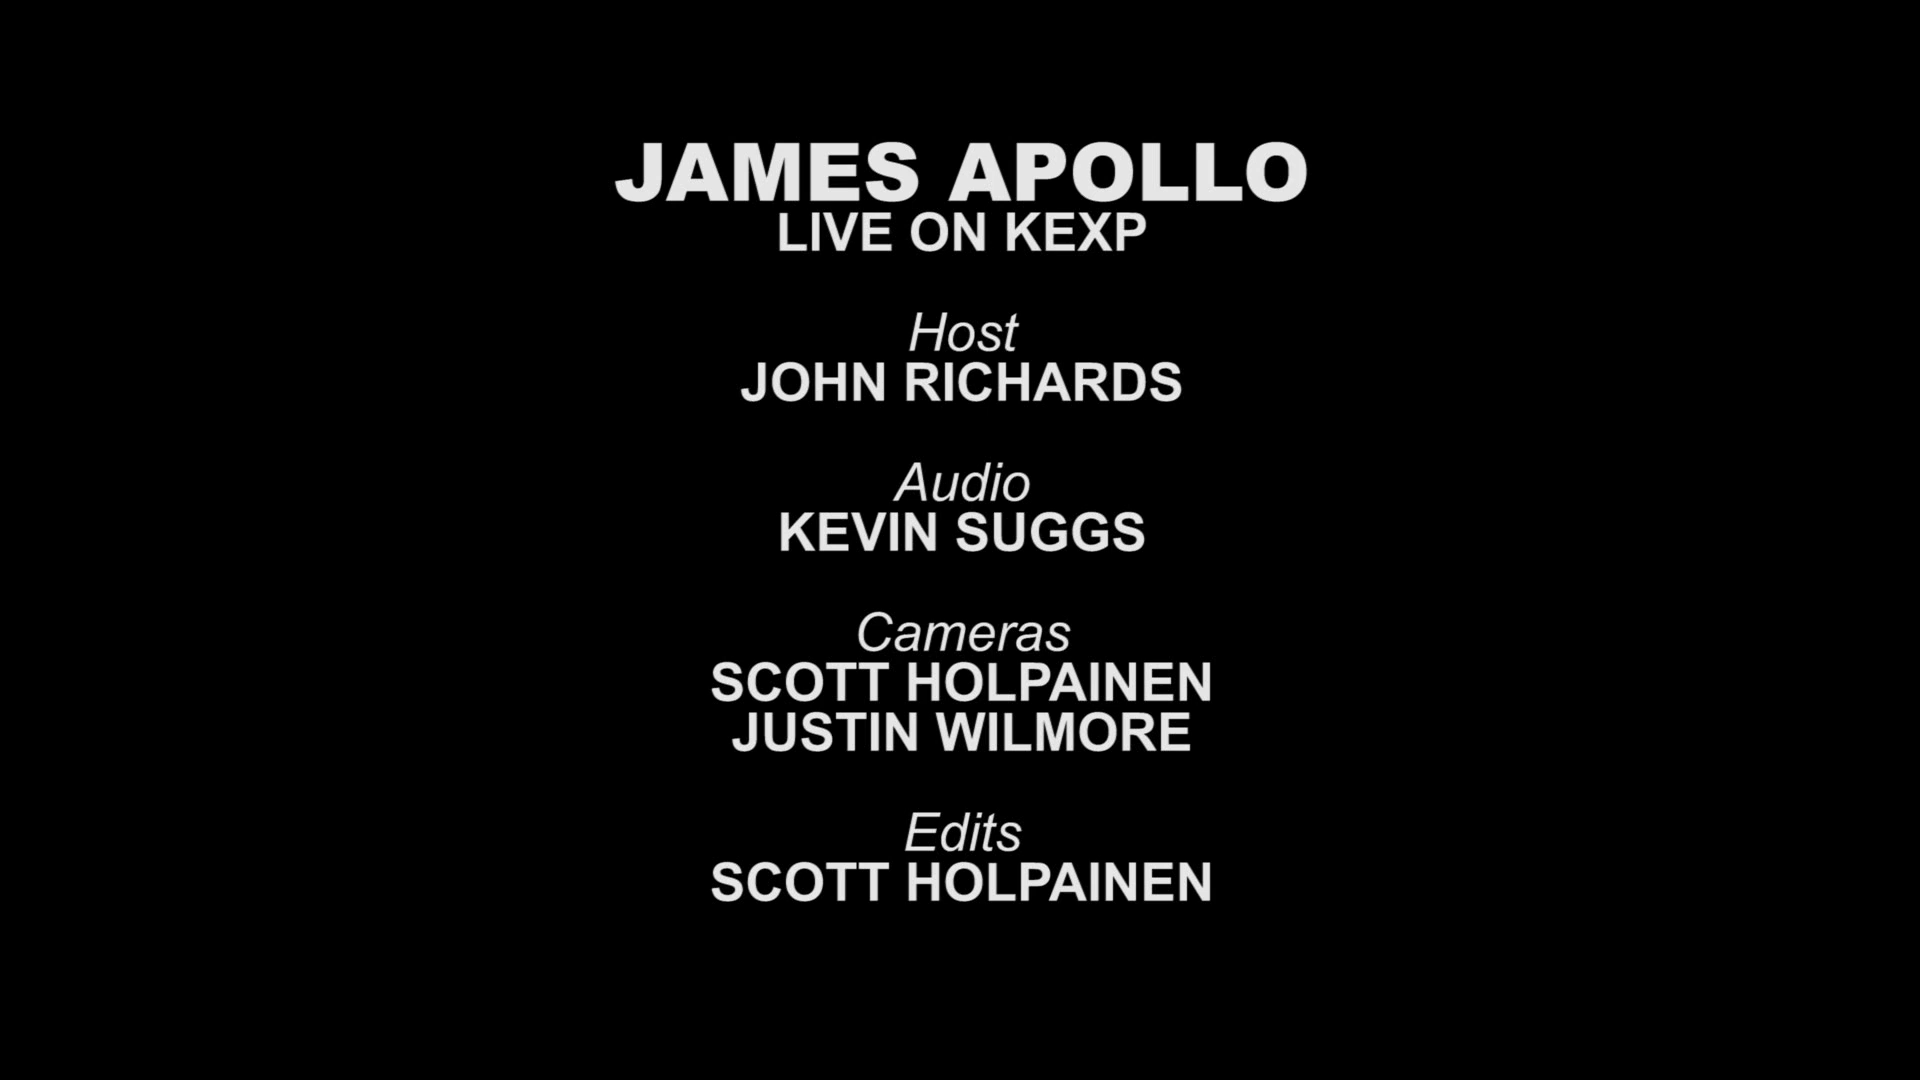 JAMES APOLLO
LIVE ON KEXP
Host
JOHN RICHARDS
Audio
KEVIN SUGGS
Cameras
SCOTT HOLPAINEN
JUSTIN WILMORE
Edits
SCOTT HOLPAINEN